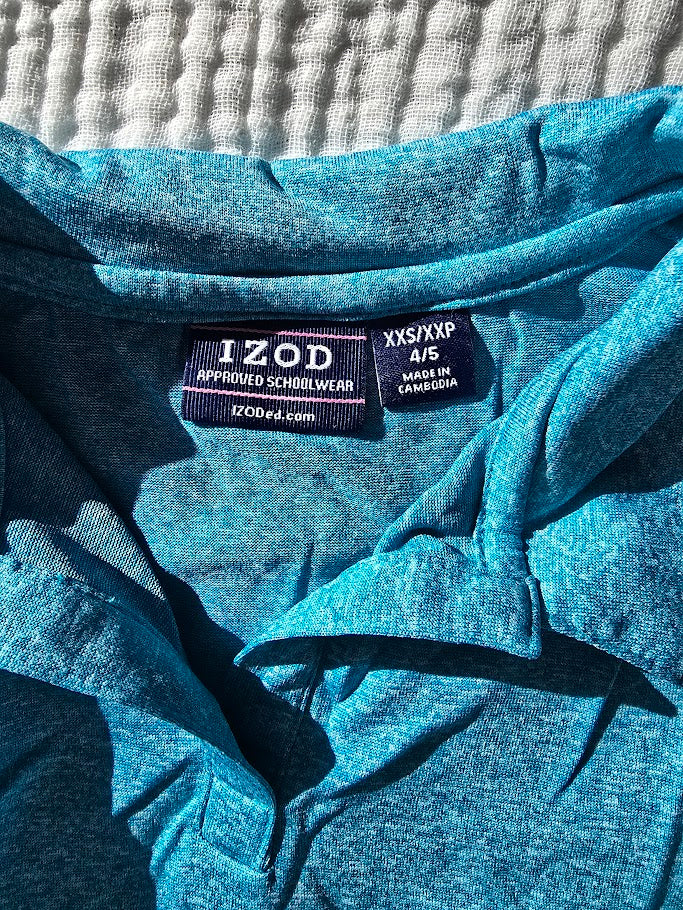 IZOD
APPROVED SCHOOLWEAR
IZODed.com
XXS/XXP
4/5
MADE IN
CAMBODIA